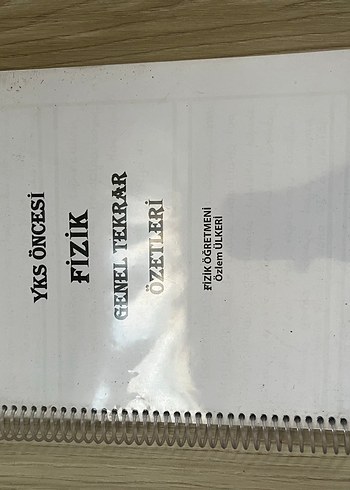 YKS ÖNCESİ
FİZİK
GENEL TEKRAR
ÖZETLERİ
FİZİK ÖĞRETMENİ
Özlem ÜLKERİ